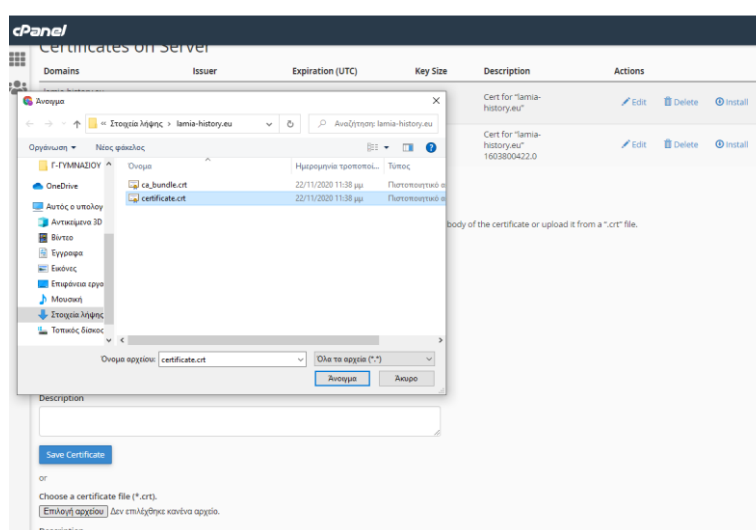 cPanel
Certificates on Server
Domains Issuer Expiration (UTC) Key Size Description Actions
Cert for "lamia-history.eu"
Edit Delete Install
Cert for "lamia-history.eu" 1603800422.0
Edit Delete Install
Άνοιγμα
« Στοιχεία λήψης › lamia-history.eu
Αναζήτηση: lamia-history.eu
Οργάνωση Νέος φάκελος
Γ-ΓΥΜΝΑΣΙΟΥ
OneDrive
Αυτός ο υπολογ
Αντικείμενα 3D
Βίντεο
Έγγραφα
Εικόνες
Επιφάνεια εργα
Μουσική
Στοιχεία λήψης
Τοπικός δίσκος
Όνομα Ημερομηνία τροποποί... Τύπος
ca_bundle.crt 22/11/2020 11:38 μμ Πιστοποιητικό α
certificate.crt 22/11/2020 11:38 μμ Πιστοποιητικό α
Όνομα αρχείου: certificate.crt Όλα τα αρχεία (*.*)
Άνοιγμα Άκυρο
body of the certificate or upload it from a ".crt" file.
Description
Save Certificate
or
Choose a certificate file (*.crt).
Επιλογή αρχείου Δεν επιλέχθηκε κανένα αρχείο.
Description